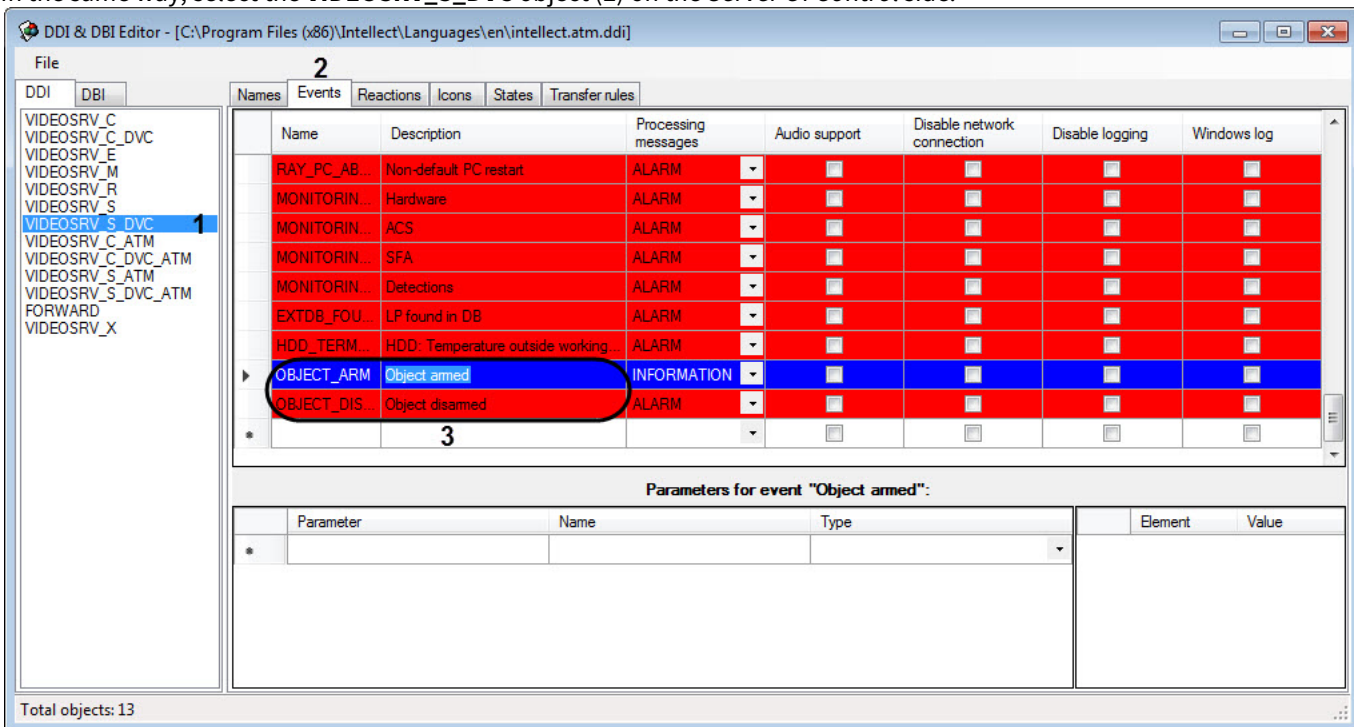 DDI & DBI Editor - [C:\Program Files (x86)\Intellect\Languages\en\intellect.atm.ddi]
File
2
DDI DBI
Names Events Reactions Icons States Transfer rules
VIDEOSRV_C
VIDEOSRV_C_DVC
VIDEOSRV_E
VIDEOSRV_M
VIDEOSRV_R
VIDEOSRV_S
VIDEOSRV_S_DVC 1
VIDEOSRV_C_ATM
VIDEOSRV_C_DVC_ATM
VIDEOSRV_S_ATM
VIDEOSRV_S_DVC_ATM
FORWARD
VIDEOSRV_X
Name Description Processing messages Audio support Disable network connection Disable logging Windows log
RAY_PC_AB... Non-default PC restart ALARM
MONITORIN... Hardware ALARM
MONITORIN... ACS ALARM
MONITORIN... SFA ALARM
MONITORIN... Detections ALARM
EXTDB_FOU... LP found in DB ALARM
HDD_TERM... HDD: Temperature outside working... ALARM
OBJECT_ARM Object armed INFORMATION
OBJECT_DIS... Object disarmed ALARM
3
Parameters for event "Object armed":
Parameter Name Type Element Value
Total objects: 13